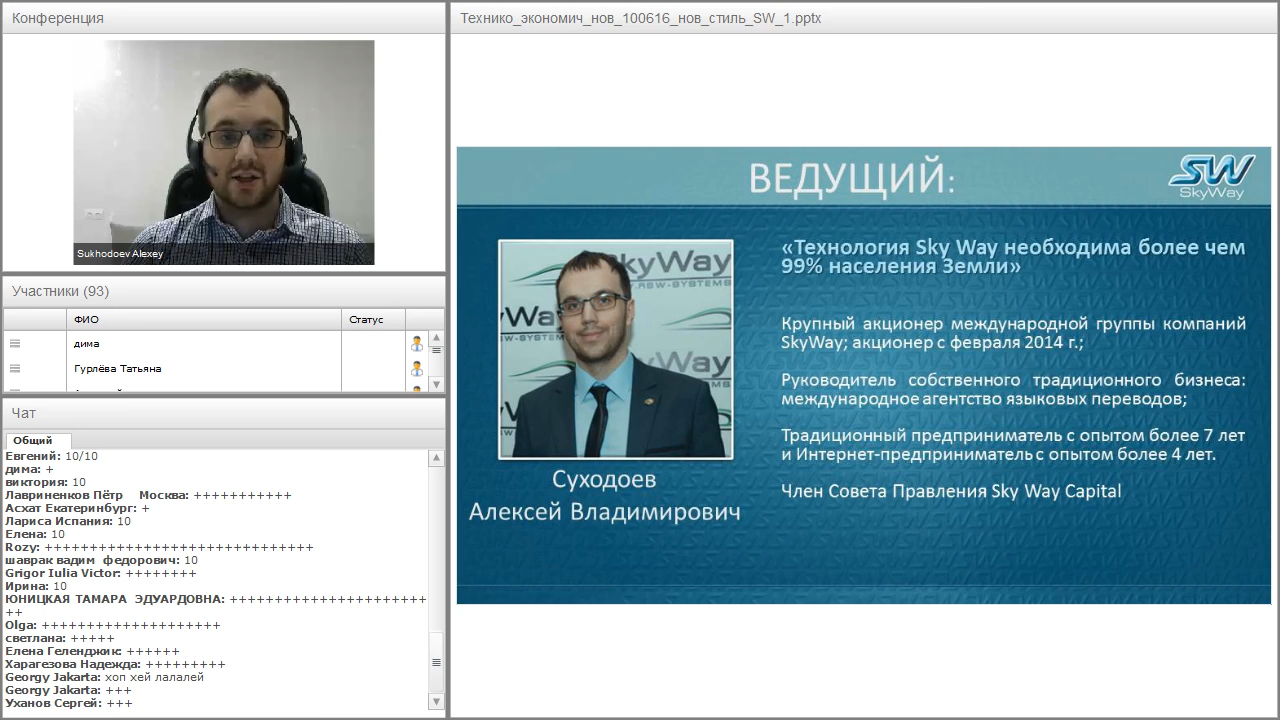 Конференция
Sukhodoev Alexey
Участники (93)
ФИО
Статус
дима
Гурлёва Татьяна
Чат
Общий
Евгений: 10/10
дима: +
виктория: 10
Лавриненков Пётр Москва: +++++++++++
Асхат Екатеринбург: +
Лариса Испания: 10
Елена: 10
Rozy: ++++++++++++++++++++++++++++++
шаврак вадим федорович: 10
Grigor Iulia Victor: ++++++++
Ирина: 10
ЮНИЦКАЯ ТАМАРА ЭДУАРДОВНА: ++++++++++++++++++++++
++
Olga: ++++++++++++++++++++
светлана: +++++
Елена Геленджик: ++++++
Харагезова Надежда: +++++++++
Georgy Jakarta: хоп хей лалалей
Georgy Jakarta: +++
Уханов Сергей: +++
Технико_экономич_нов_100616_нов_стиль_SW_1.pptx
ВЕДУЩИЙ:
SW
SkyWay
«Технология Sky Way необходима более чем
99% населения Земли»
Крупный акционер международной группы компаний
SkyWay; акционер с февраля 2014 г.;
Руководитель собственного традиционного бизнеса:
международное агентство языковых переводов;
Традиционный предприниматель с опытом более 7 лет
и Интернет-предприниматель с опытом более 4 лет.
Член Совета Правления Sky Way Capital
Суходоев
Алексей Владимирович